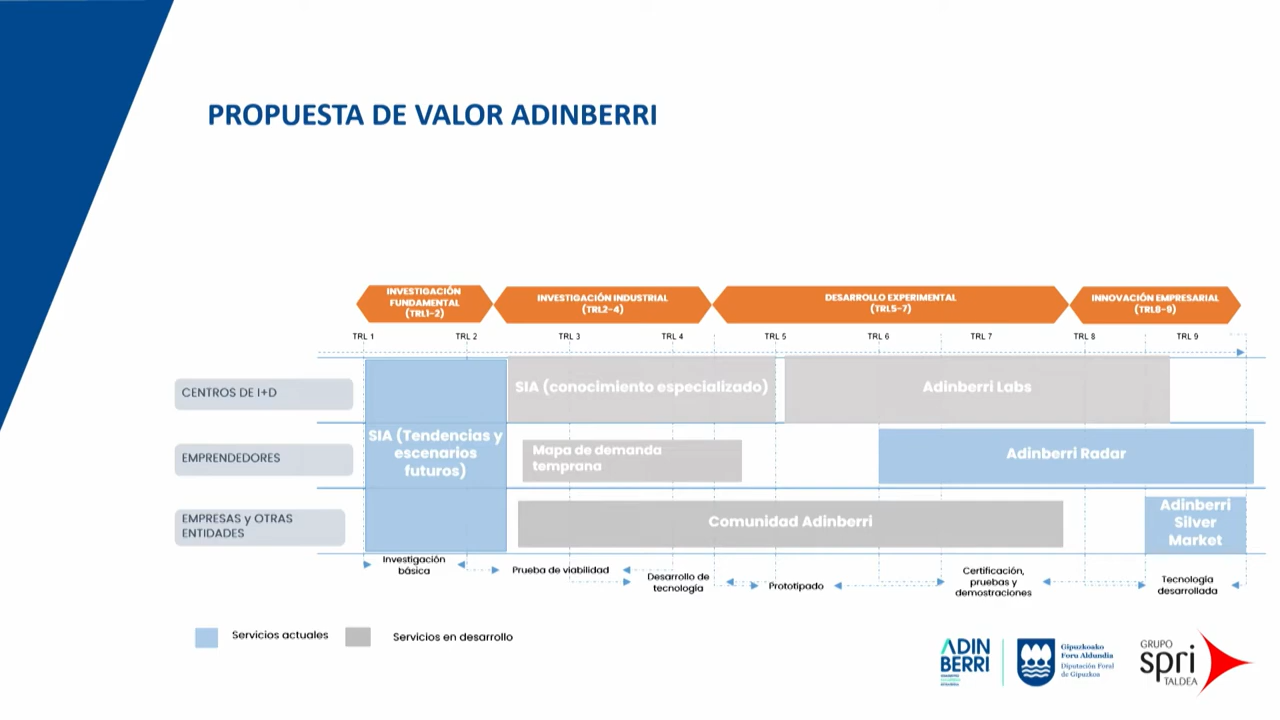 PROPUESTA DE VALOR ADINBERRI
INVESTIGACIÓN
FUNDAMENTAL
(TRL1-2)
INVESTIGACIÓN INDUSTRIAL
(TRL2-4)
DESARROLLO EXPERIMENTAL
(TRL5-7)
INNOVACIÓN EMPRESARIAL
(TRL8-9)
TRL 1
TRL 2
TRL 3
TRL 4
TRL 5
TRL 6
TRL 7
TRL 8
TRL 9
CENTROS DE I+D
SIA (conocimiento especializado)
Adinberri Labs
EMPRENDEDORES
SIA (Tendencias y
escenarios
futuros)
Mapa de demanda
temprana
Adinberri Radar
EMPRESAS y OTRAS
ENTIDADES
Comunidad Adinberri
Adinberri
Silver
Market
Investigación
básica
Prueba de viabilidad
Desarrollo de
tecnología
Prototipado
Certificación,
pruebas y
demostraciones
Tecnología
desarrollada
Servicios actuales
Servicios en desarrollo
ADIN
BERRI
Gipuzkoako
Foru Aldundia
Diputación Foral
de Gipuzkoa
GRUPO
spri
TALDEA